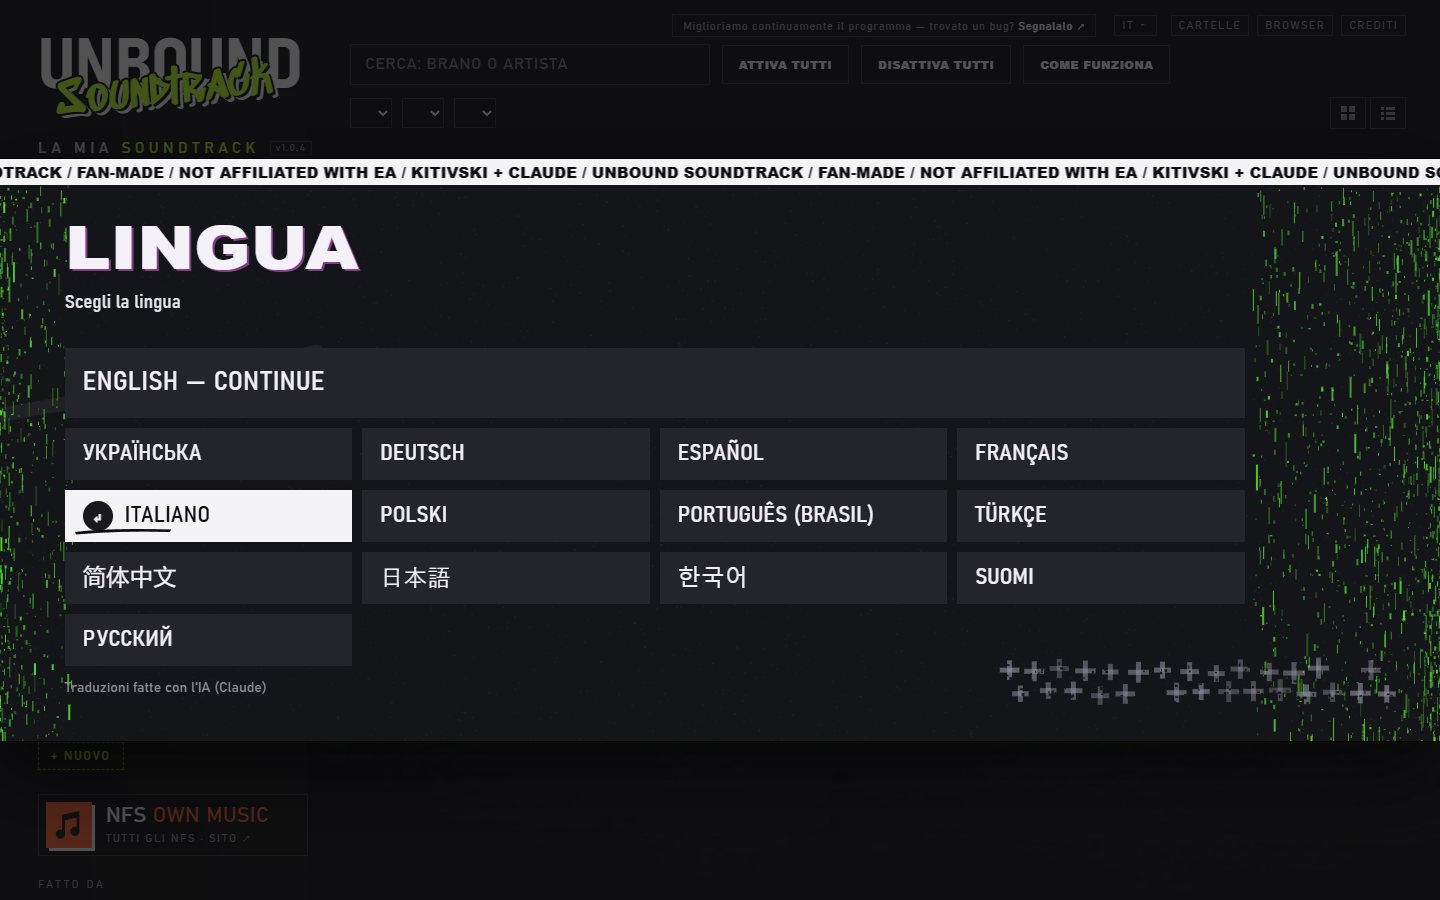 Miglioriamo continuamente il programma — trovato un bug? Segnalalo ↗
IT
CARTELLE
BROWSER
CREDITI
UNBOUND
SOUNDTRACK
CERCA: BRANO O ARTISTA
ATTIVA TUTTI
DISATTIVA TUTTI
COME FUNZIONA
LA MIA SOUNDTRACK v1.0.4
DTRACK / FAN-MADE / NOT AFFILIATED WITH EA / KITIVSKI + CLAUDE / UNBOUND SOUNDTRACK / FAN-MADE / NOT AFFILIATED WITH EA / KITIVSKI + CLAUDE / UNBOUND SO
LINGUA
Scegli la lingua
ENGLISH — CONTINUE
УКРАЇНСЬКА
DEUTSCH
ESPAÑOL
FRANÇAIS
ITALIANO
POLSKI
PORTUGUÊS (BRASIL)
TÜRKÇE
简体中文
日本語
한국어
SUOMI
РУССКИЙ
Traduzioni fatte con l'IA (Claude)
+ NUOVO
NFS OWN MUSIC
TUTTI GLI NFS · SITO ↗
FATTO DA